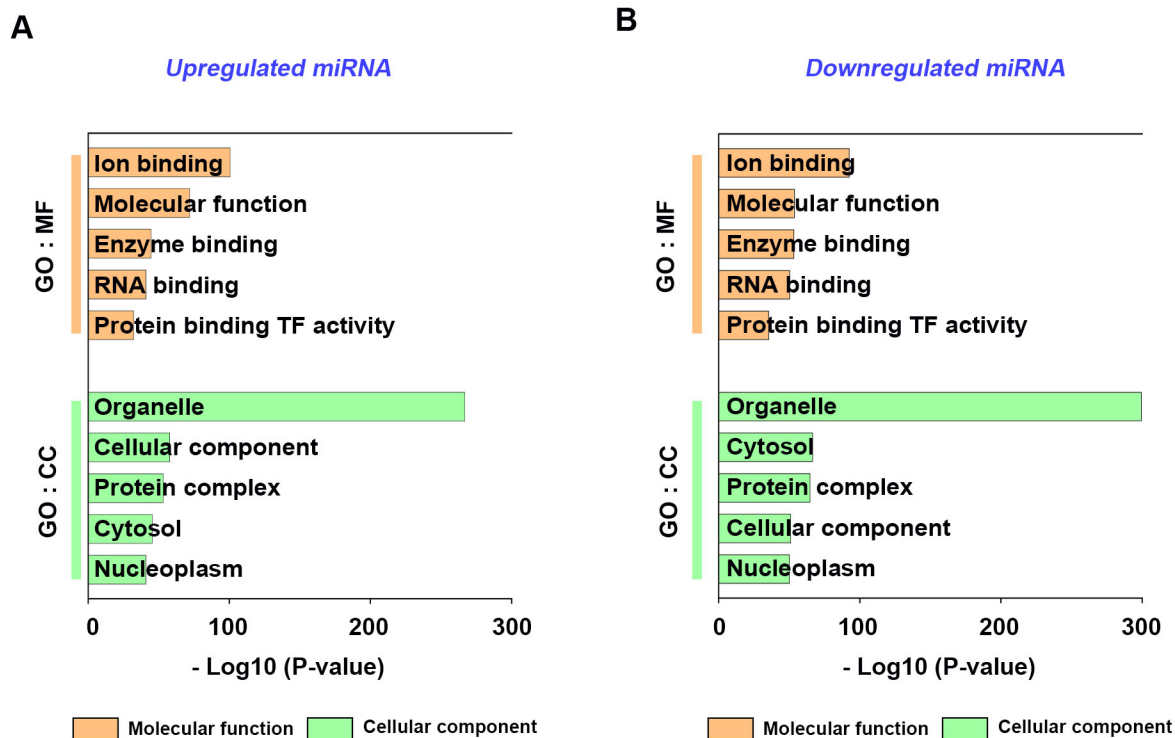 A
Upregulated miRNA
GO : MF
Ion binding
Molecular function
Enzyme binding
RNA binding
Protein binding TF activity
GO : CC
Organelle
Cellular component
Protein complex
Cytosol
Nucleoplasm
0 100 200 300
- Log10 (P-value)
Molecular function Cellular component
B
Downregulated miRNA
GO : MF
Ion binding
Molecular function
Enzyme binding
RNA binding
Protein binding TF activity
GO : CC
Organelle
Cytosol
Protein complex
Cellular component
Nucleoplasm
0 100 200 300
- Log10 (P-value)
Molecular function Cellular component